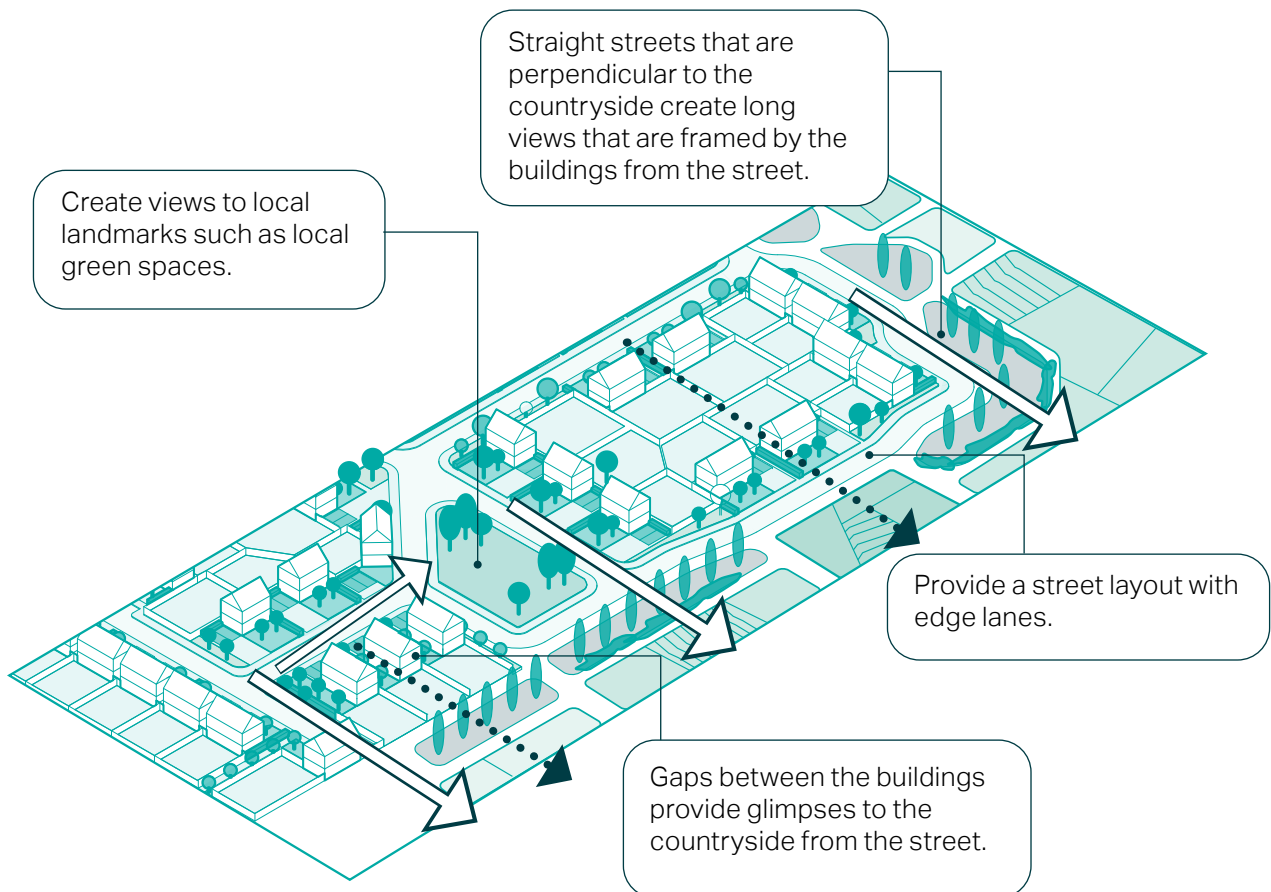 Straight streets that are
perpendicular to the
countryside create long
views that are framed by the
buildings from the street.
Create views to local
landmarks such as local
green spaces.
Provide a street layout with
edge lanes.
Gaps between the buildings
provide glimpses to the
countryside from the street.